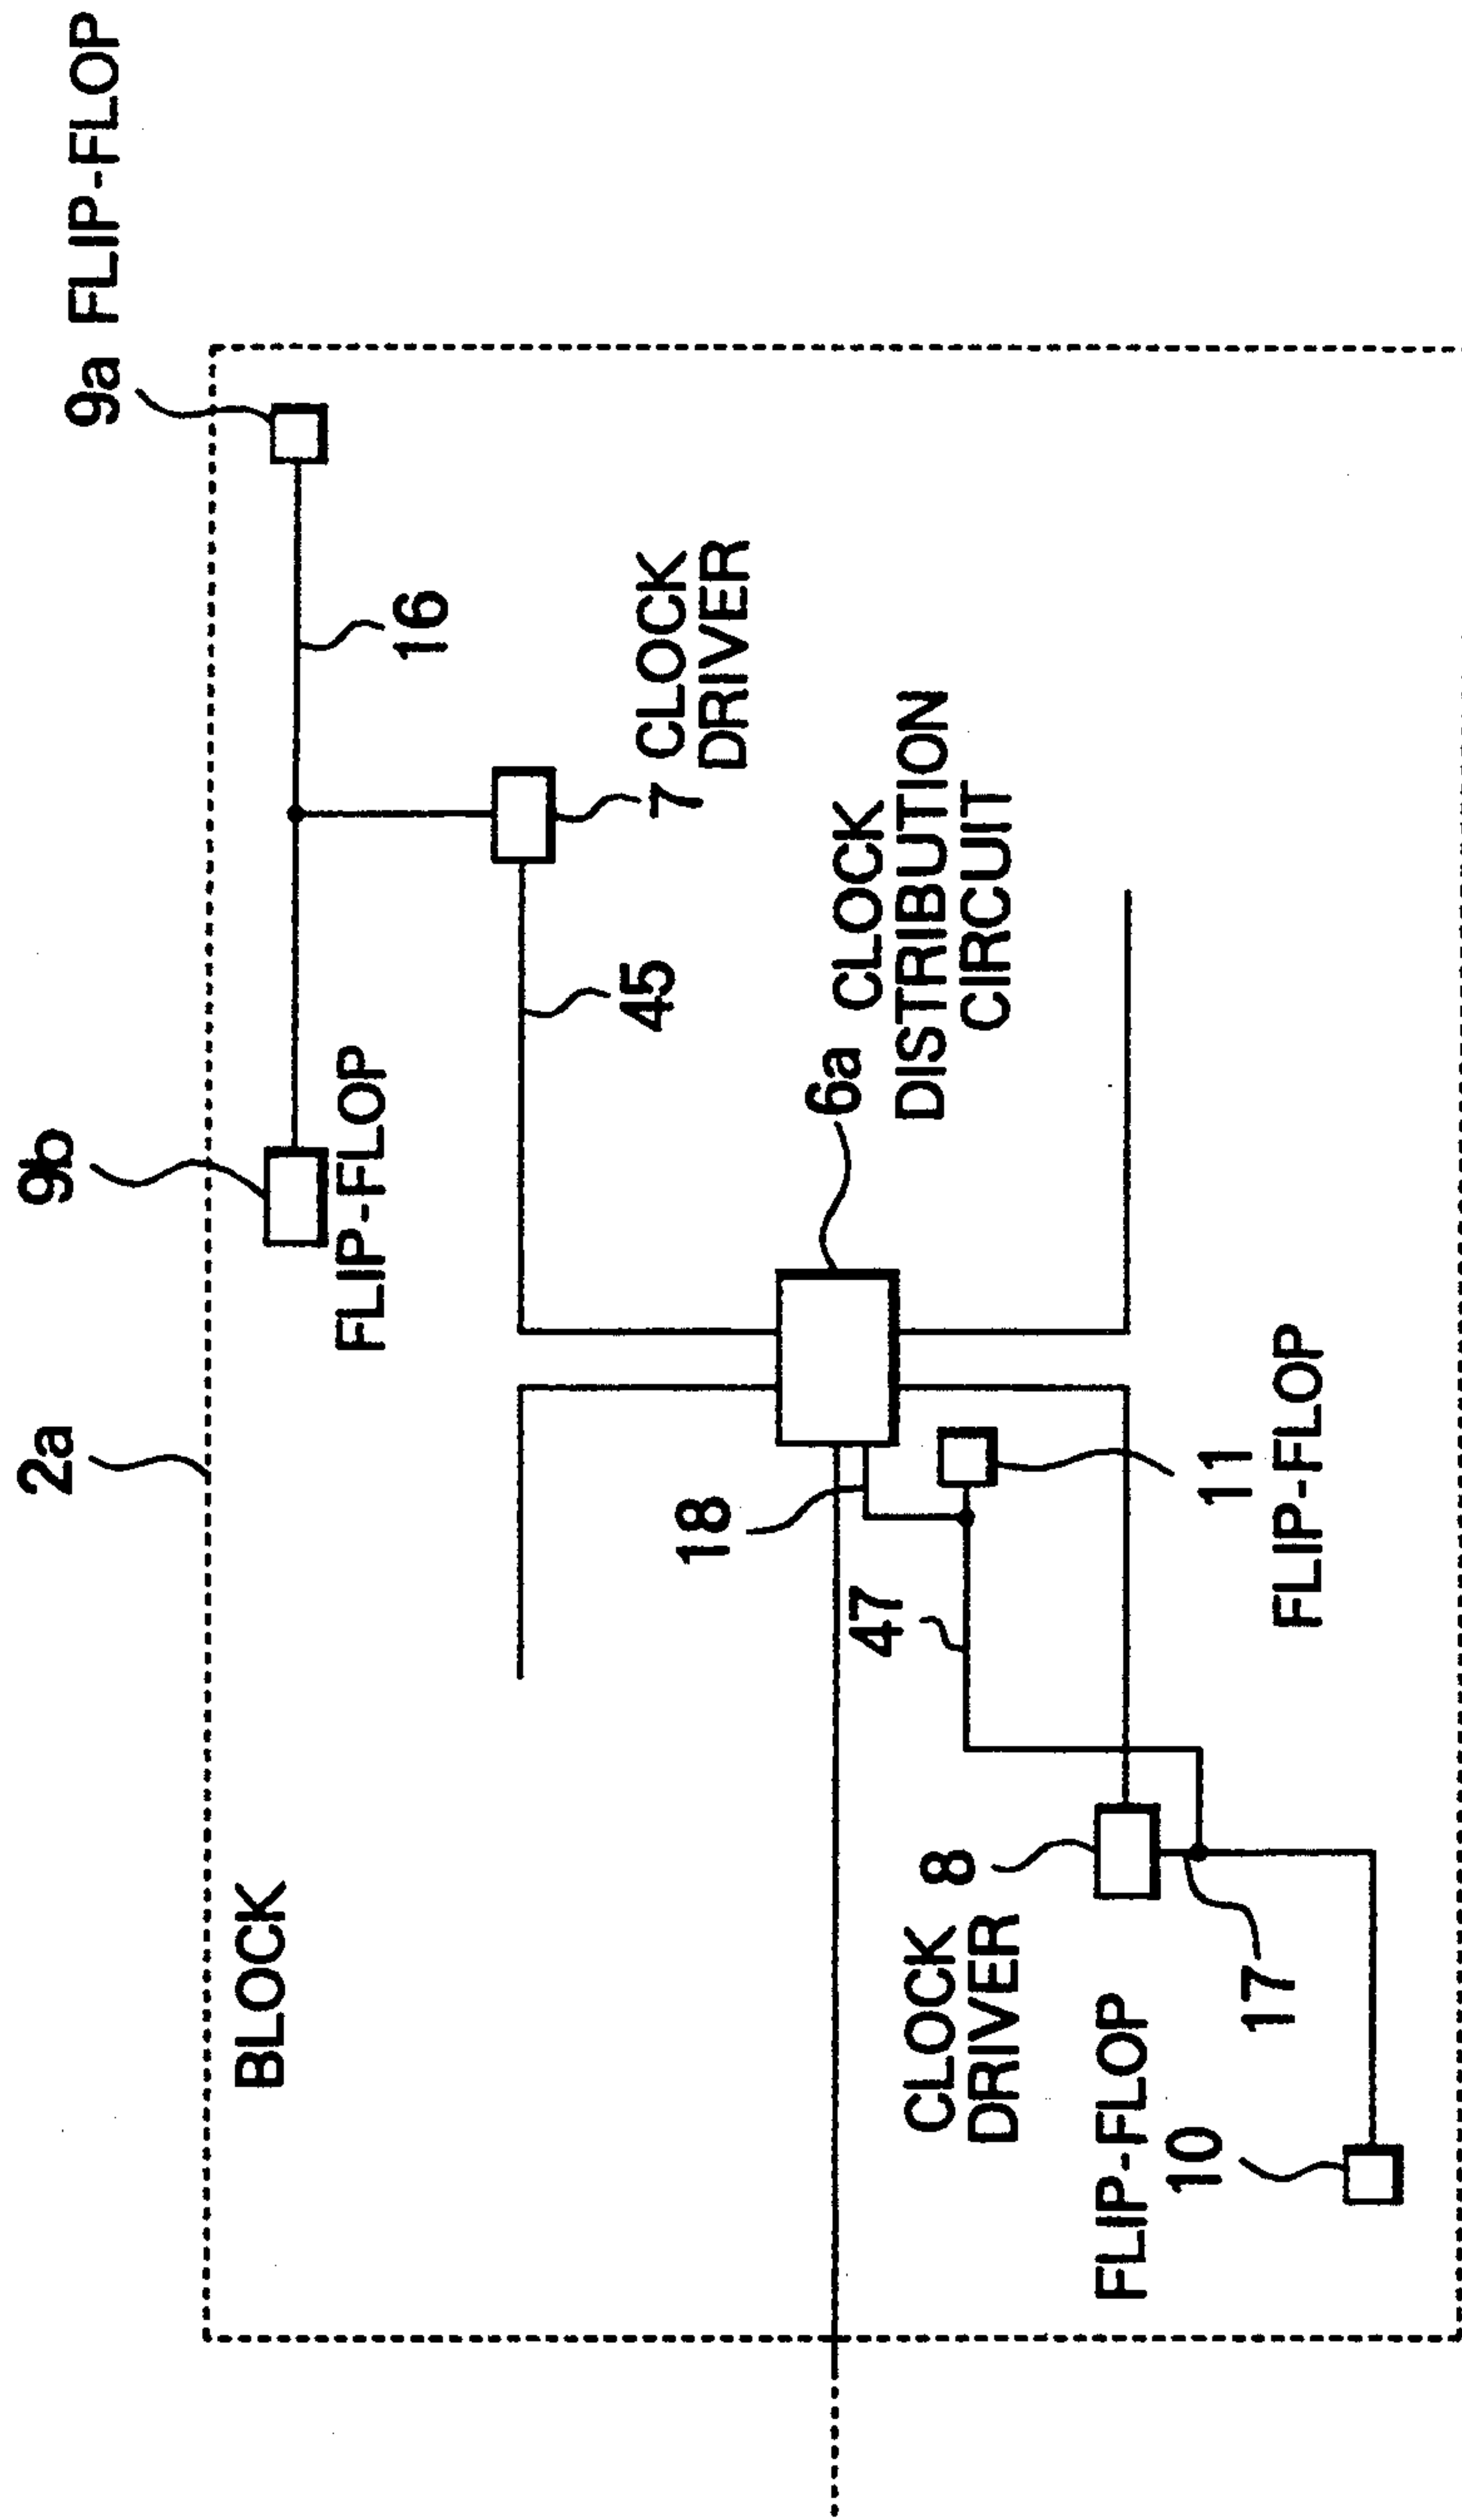 2a
9b
9a FLIP-FLOP
BLOCK
FLIP-FLOP
16
45
7
CLOCK
DRIVER
18
6a CLOCK
DISTRIBUTION
CIRCUIT
47
CLOCK
DRIVER
8
FLIP-FLOP
10
17
11
FLIP-FLOP